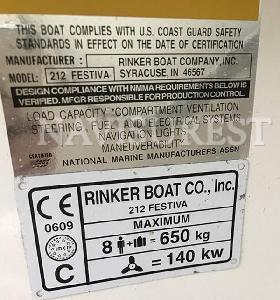 THIS BOAT COMPLIES WITH U.S. COAST GUARD SAFETY
STANDARDS IN EFFECT ON THE DATE OF CERTIFICATION
MANUFACTURER : RINKER BOAT COMPANY, INC.
MODEL: 212 FESTIVA SYRACUSE, IN 46567
DESIGN COMPLIANCE WITH NMMA REQUIREMENTS BELOW IS
VERIFIED. MFGR RESPONSIBLE FOR PRODUCTION CONTROL.
LOAD CAPACITY *COMPARTMENT VENTILATION
STEERING, FUEL AND ELECTRICAL SYSTEMS
NAVIGATION LIGHTS
MANEUVERABILITY
CERTIFIED
NATIONAL MARINE MANUFACTURERS ASSN
CE
0609
imci
C
RINKER BOAT CO., Inc.
212 FESTIVA
MAXIMUM
8 + = 650 kg
= 140 kw